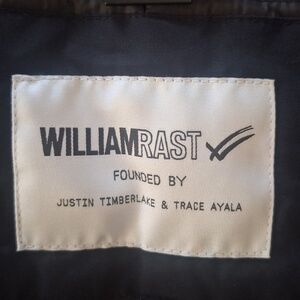 WILLIAMRAST
FOUNDED BY
JUSTIN TIMBERLAKE & TRACE AYALA